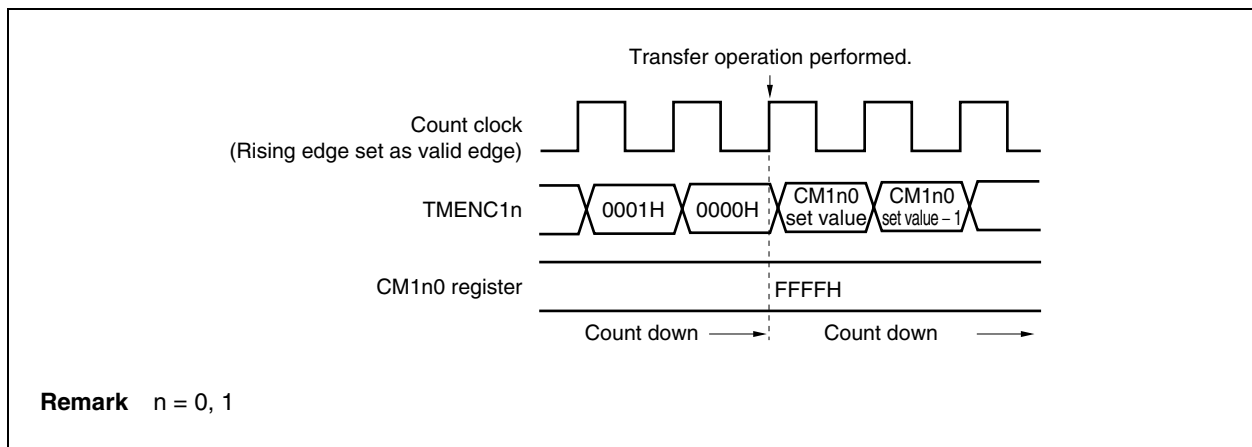 Transfer operation performed.
Count clock
(Rising edge set as valid edge)
TMENC1n
0001H
0000H
CM1n0
set value
CM1n0
set value – 1
CM1n0 register
FFFFH
Count down
Count down
Remark n = 0, 1